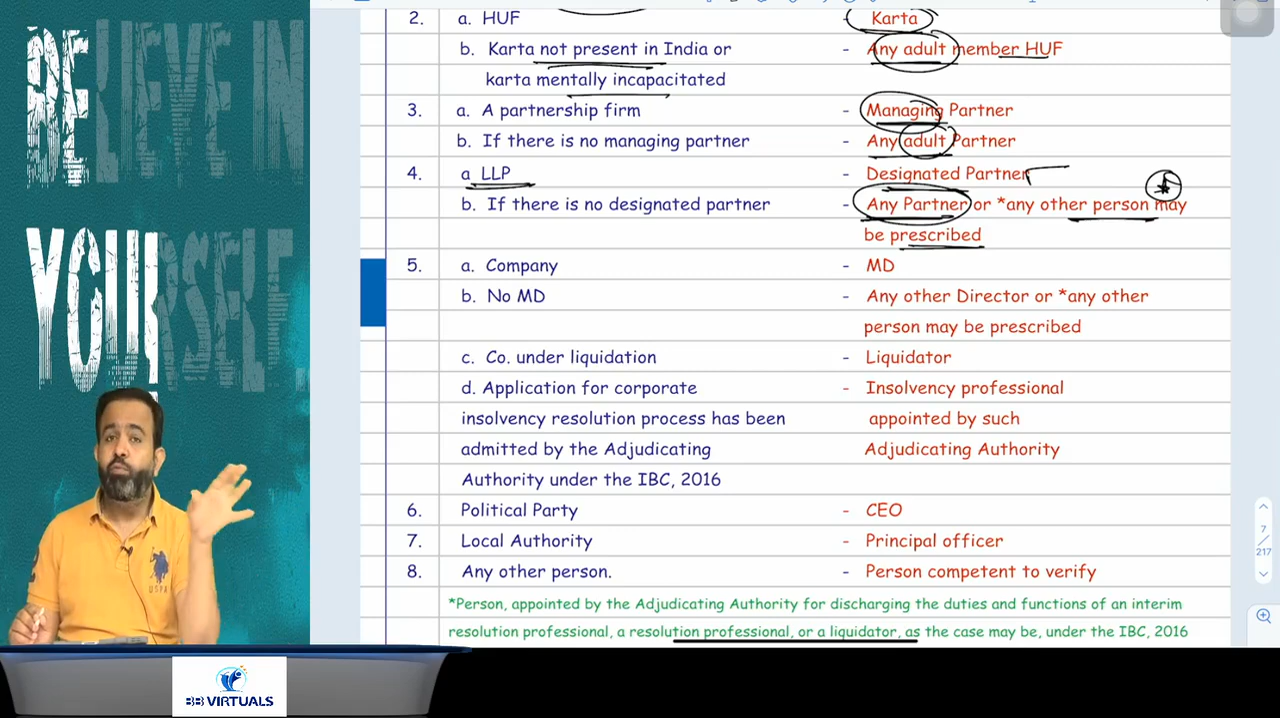 BELIEVE IN
YOURSELF
2. a. HUF - Karta
b. Karta not present in India or - Any adult member HUF
karta mentally incapacitated
3. a. A partnership firm - Managing Partner
b. If there is no managing partner - Any adult Partner
4. a LLP - Designated Partner
b. If there is no designated partner - Any Partner or *any other person may
be prescribed
5. a. Company - MD
b. No MD - Any other Director or *any other
person may be prescribed
c. Co. under liquidation - Liquidator
d. Application for corporate - Insolvency professional
insolvency resolution process has been appointed by such
admitted by the Adjudicating Adjudicating Authority
Authority under the IBC, 2016
6. Political Party - CEO
7. Local Authority - Principal officer
8. Any other person. - Person competent to verify
*Person, appointed by the Adjudicating Authority for discharging the duties and functions of an interim
resolution professional, a resolution professional, or a liquidator, as the case may be, under the IBC, 2016
7
/
217
USPA
BB VIRTUALS